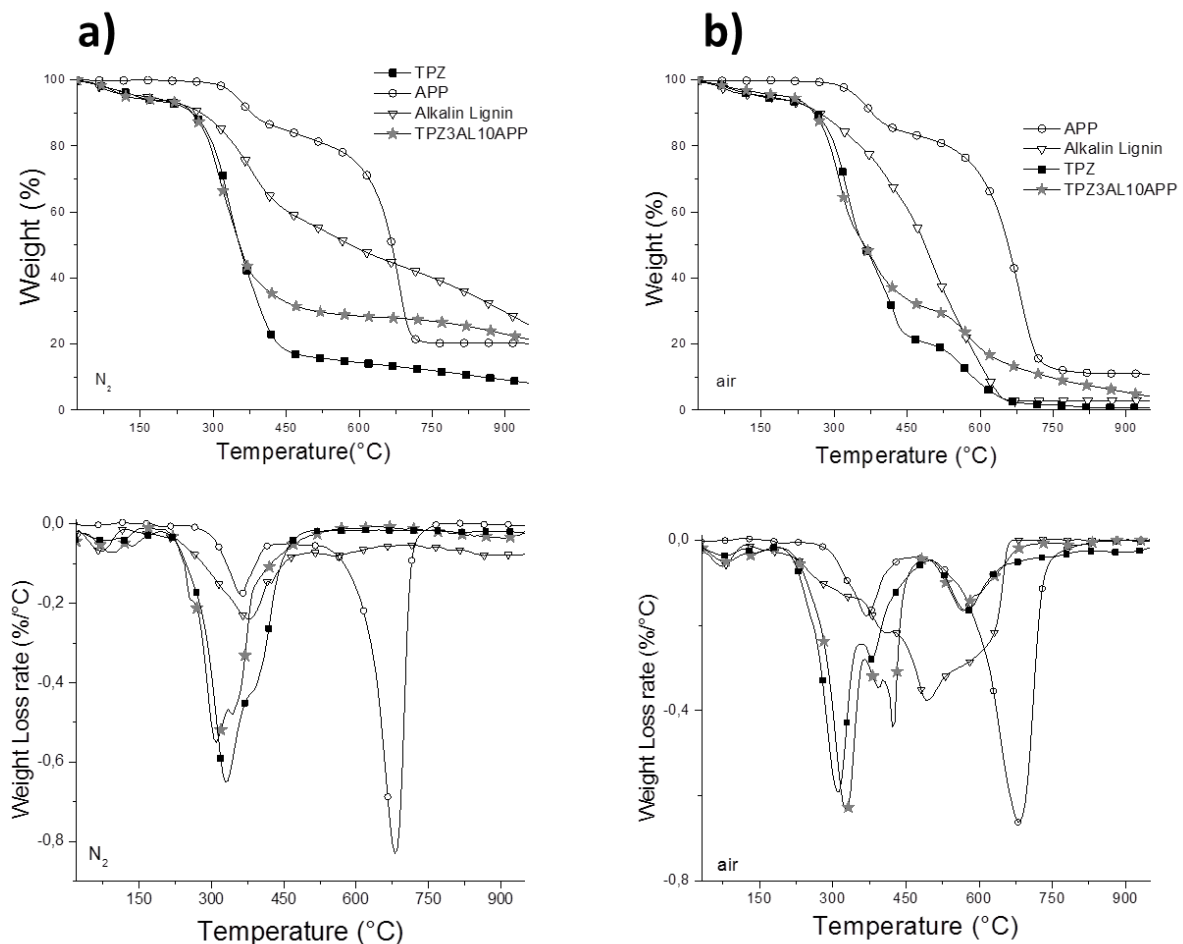 a)
TPZ
APP
Alkalin Lignin
TPZ3AL10APP
100
80
60
40
20
0
Weight (%)
N2
150 300 450 600 750 900
Temperature(°C)
b)
APP
Alkalin Lignin
TPZ
TPZ3AL10APP
100
80
60
40
20
0
Weight (%)
air
150 300 450 600 750 900
Temperature (°C)
0,0
-0,2
-0,4
-0,6
-0,8
Weight Loss rate (%/°C)
N2
150 300 450 600 750 900
Temperature (°C)
0,0
-0,4
-0,8
Weight Loss rate (%/°C)
air
150 300 450 600 750 900
Temperature (°C)